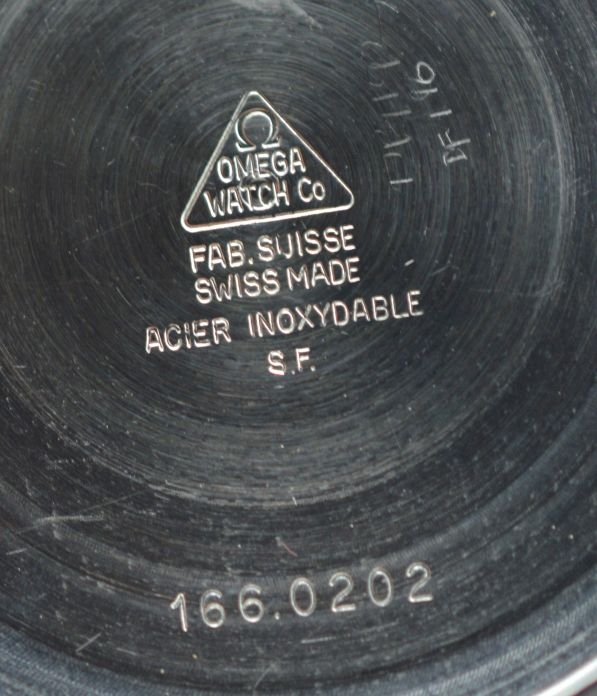 Ω
OMEGA
WATCH Co
FAB. SUISSE
SWISS MADE
ACIER INOXYDABLE
S.F.
166.0202